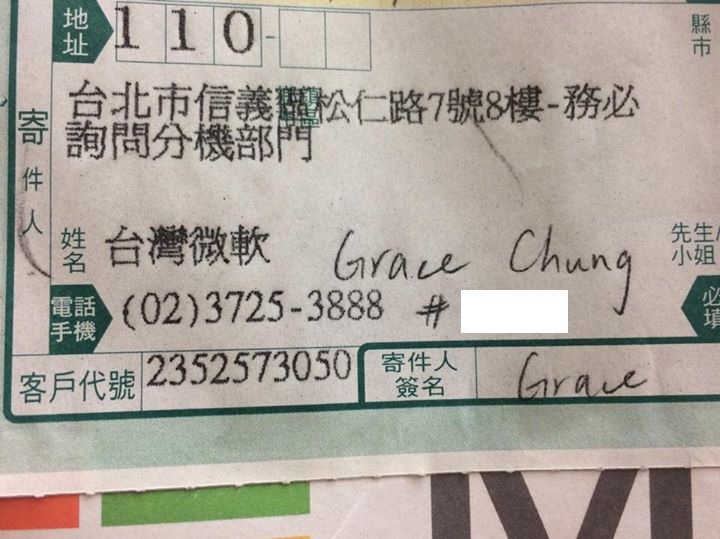 地址 110- 縣市
寄件人
台北市信義區松仁路7號8樓-務必
詢問分機部門
姓名 台灣微軟 Grace Chung 先生/小姐
電話手機 (02)3725-3888 # 必填
客戶代號 2352573050 寄件人簽名 Grace
M